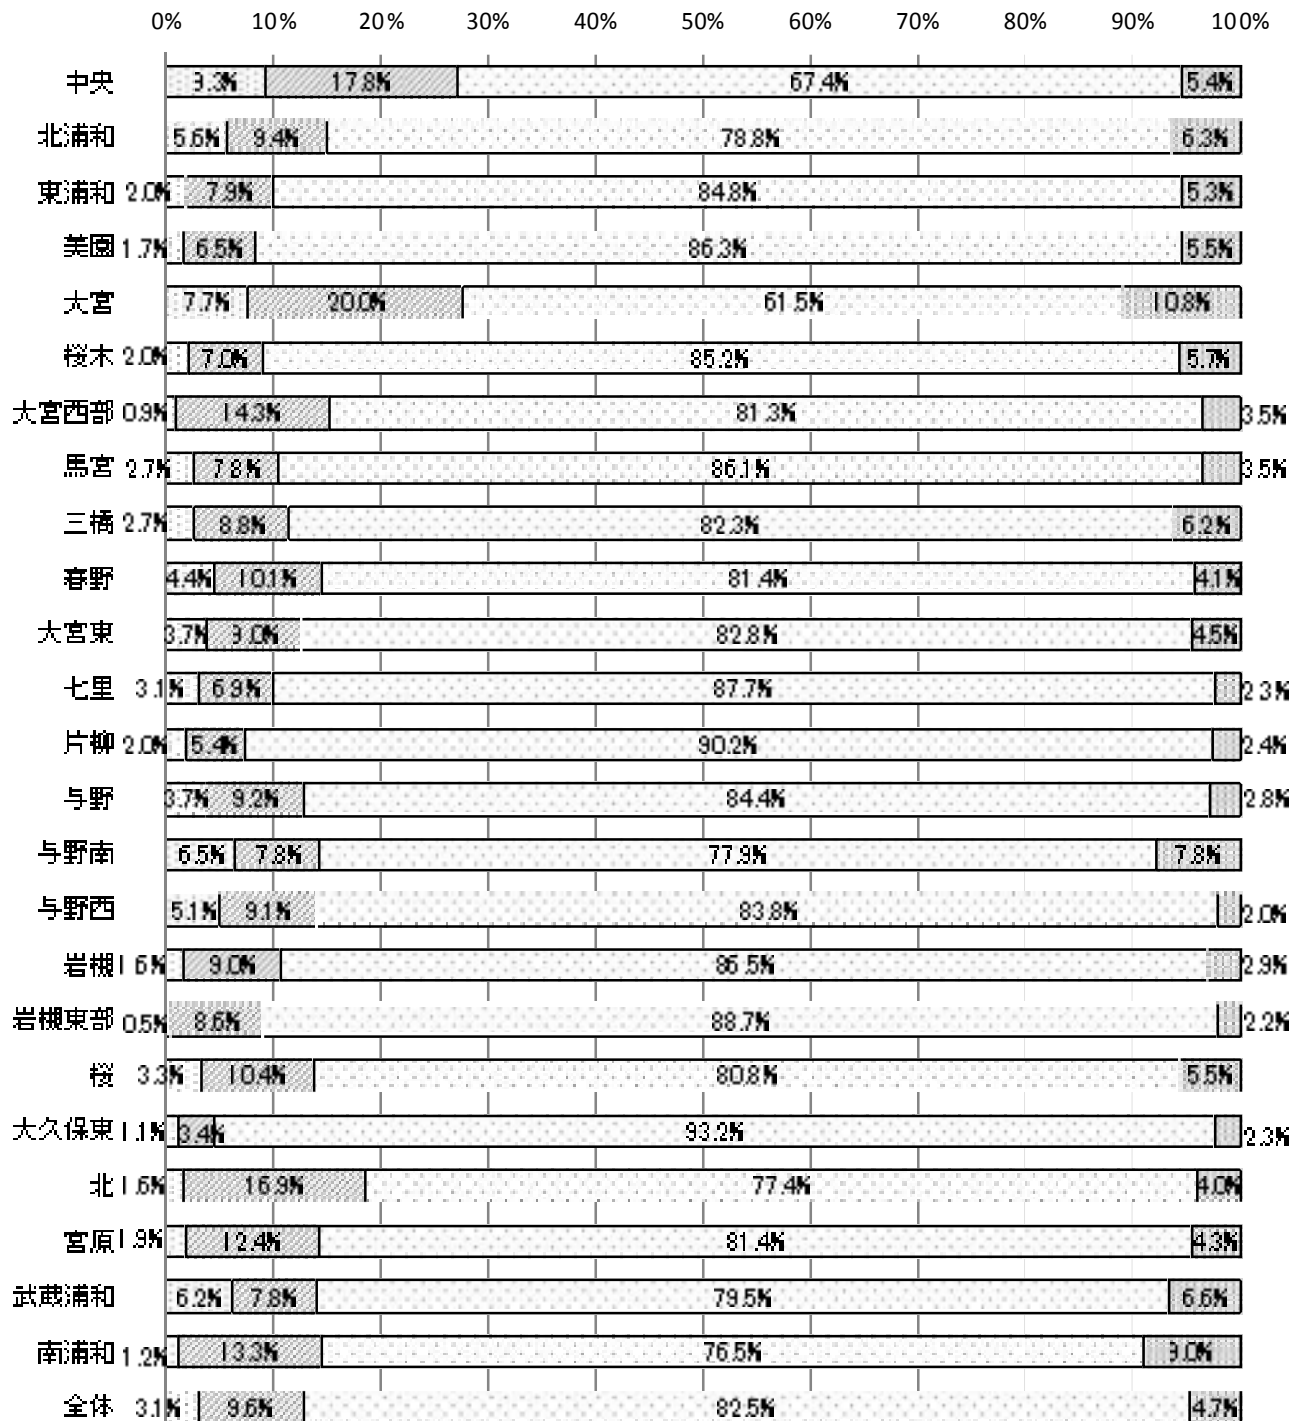 0% 10% 20% 30% 40% 50% 60% 70% 80% 90% 100%
中央 9.3% 17.8% 67.4% 5.4%
北浦和 5.6% 9.4% 78.8% 6.3%
東浦和 2.0% 7.9% 84.8% 5.3%
美園 1.7% 6.5% 86.3% 5.5%
大宮 7.7% 20.0% 61.5% 10.8%
桜木 2.0% 7.0% 85.2% 5.7%
大宮西部 0.9% 14.3% 81.3% 3.5%
馬宮 2.7% 7.8% 86.1% 3.5%
三橋 2.7% 8.8% 82.3% 6.2%
春野 4.4% 10.1% 81.4% 4.1%
大宮東 3.7% 9.0% 82.8% 4.5%
七里 3.1% 6.9% 87.7% 2.3%
片柳 2.0% 5.4% 90.2% 2.4%
与野 3.7% 9.2% 84.4% 2.8%
与野南 6.5% 7.8% 77.9% 7.8%
与野西 5.1% 9.1% 83.8% 2.0%
岩槻 1.6% 9.0% 86.5% 2.9%
岩槻東部 0.5% 8.6% 88.7% 2.2%
桜 3.3% 10.4% 80.8% 5.5%
大久保東 1.1% 3.4% 93.2% 2.3%
北 1.6% 16.9% 77.4% 4.0%
宮原 1.9% 12.4% 81.4% 4.3%
武蔵浦和 6.2% 7.8% 79.5% 6.6%
南浦和 1.2% 13.3% 76.5% 9.0%
全体 3.1% 9.6% 82.5% 4.7%